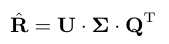 R̂ = U · Σ · Qᵀ